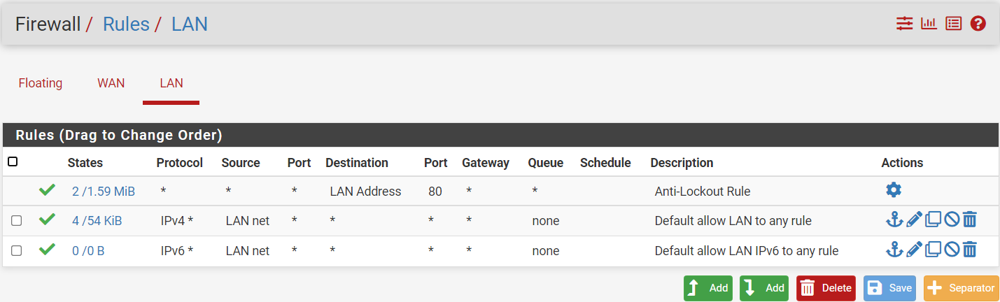 Firewall / Rules / LAN
Floating WAN LAN
Rules (Drag to Change Order)
States Protocol Source Port Destination Port Gateway Queue Schedule Description Actions
2 /1.59 MiB * * * LAN Address 80 * * Anti-Lockout Rule
4 /54 KiB IPv4 * LAN net * * * * none Default allow LAN to any rule
0 /0 B IPv6 * LAN net * * * * none Default allow LAN IPv6 to any rule
Add Add Delete Save Separator